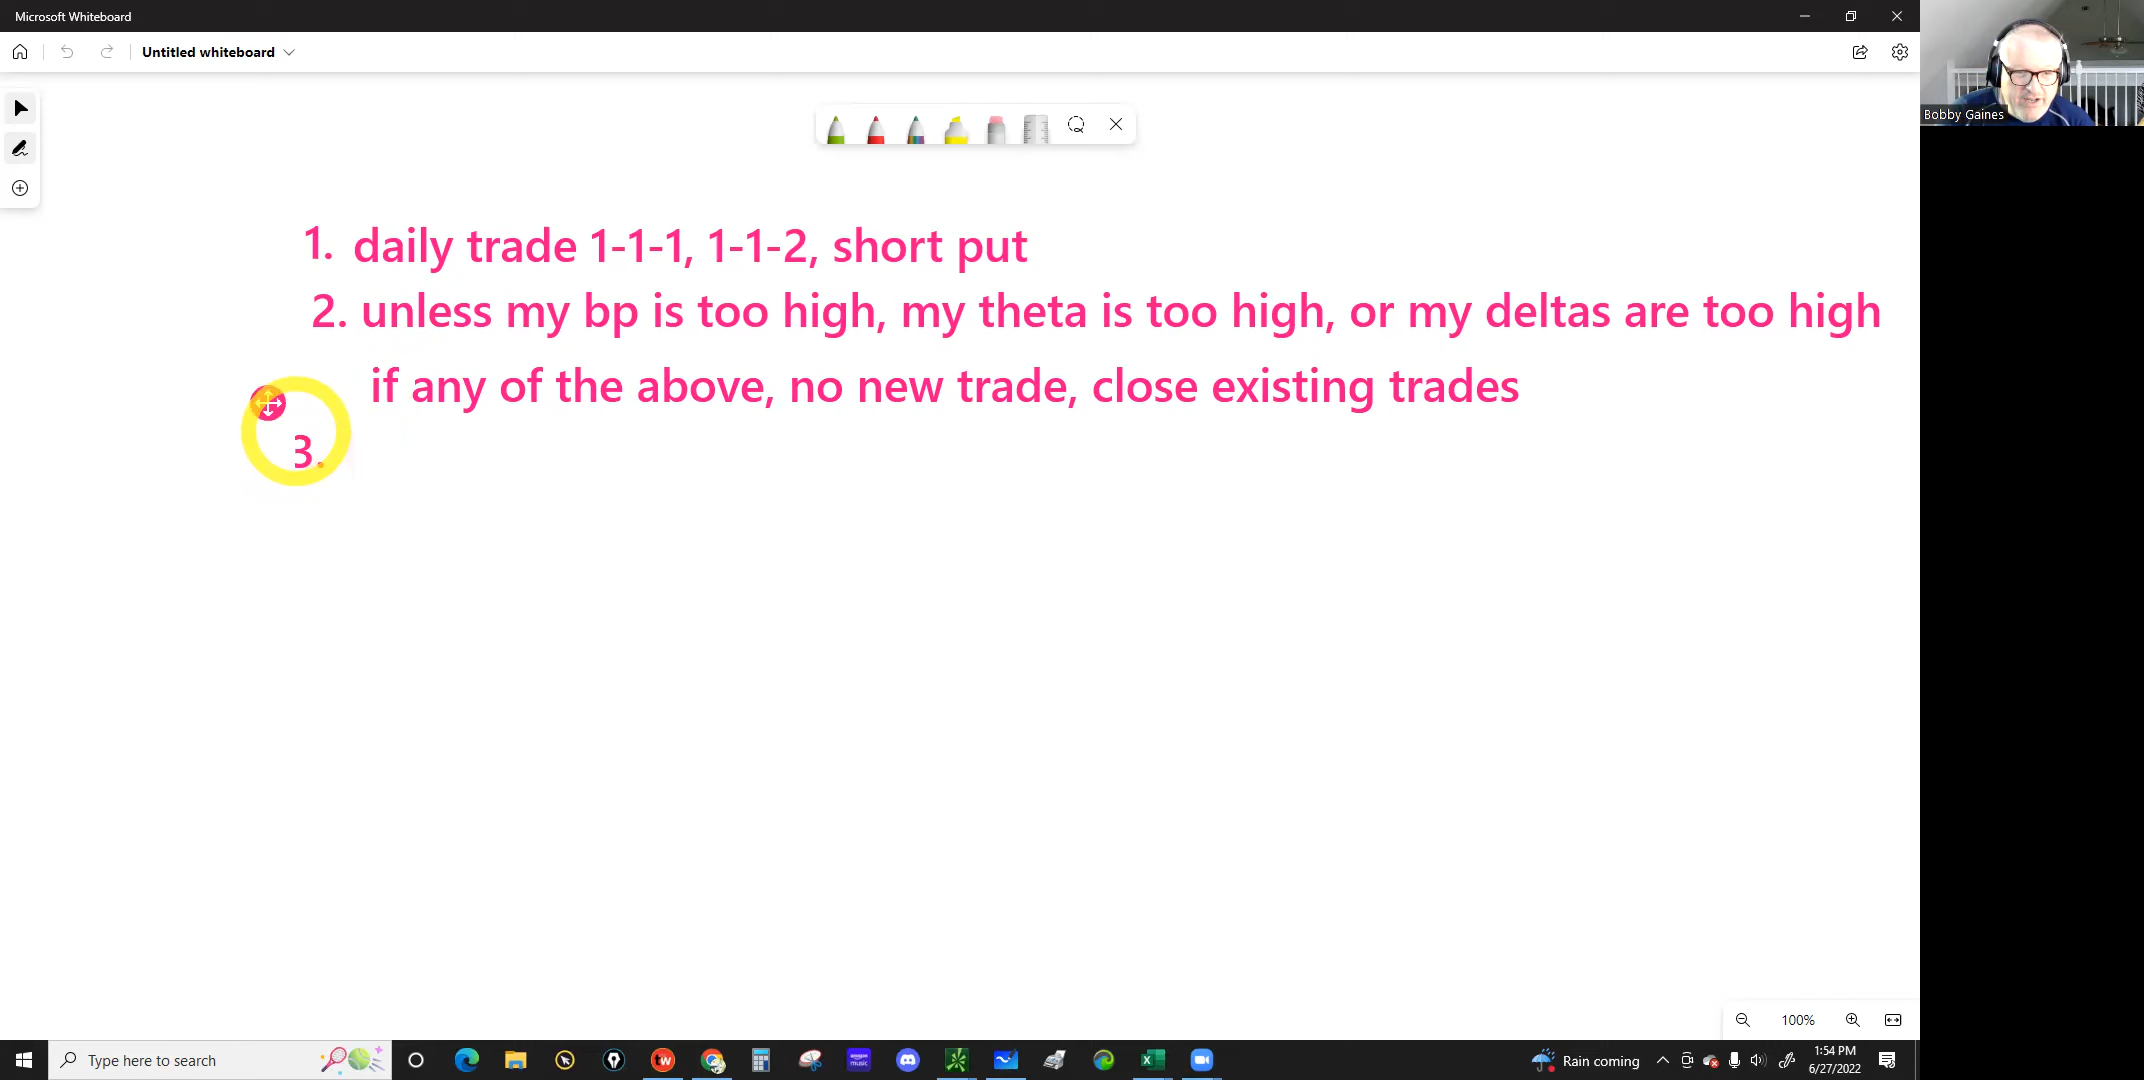 Microsoft Whiteboard
Untitled whiteboard
Bobby Gaines
1. daily trade 1-1-1, 1-1-2, short put
2. unless my bp is too high, my theta is too high, or my deltas are too high
if any of the above, no new trade, close existing trades
3.
100%
Type here to search
amazon music
Rain coming
1:54 PM
6/27/2022